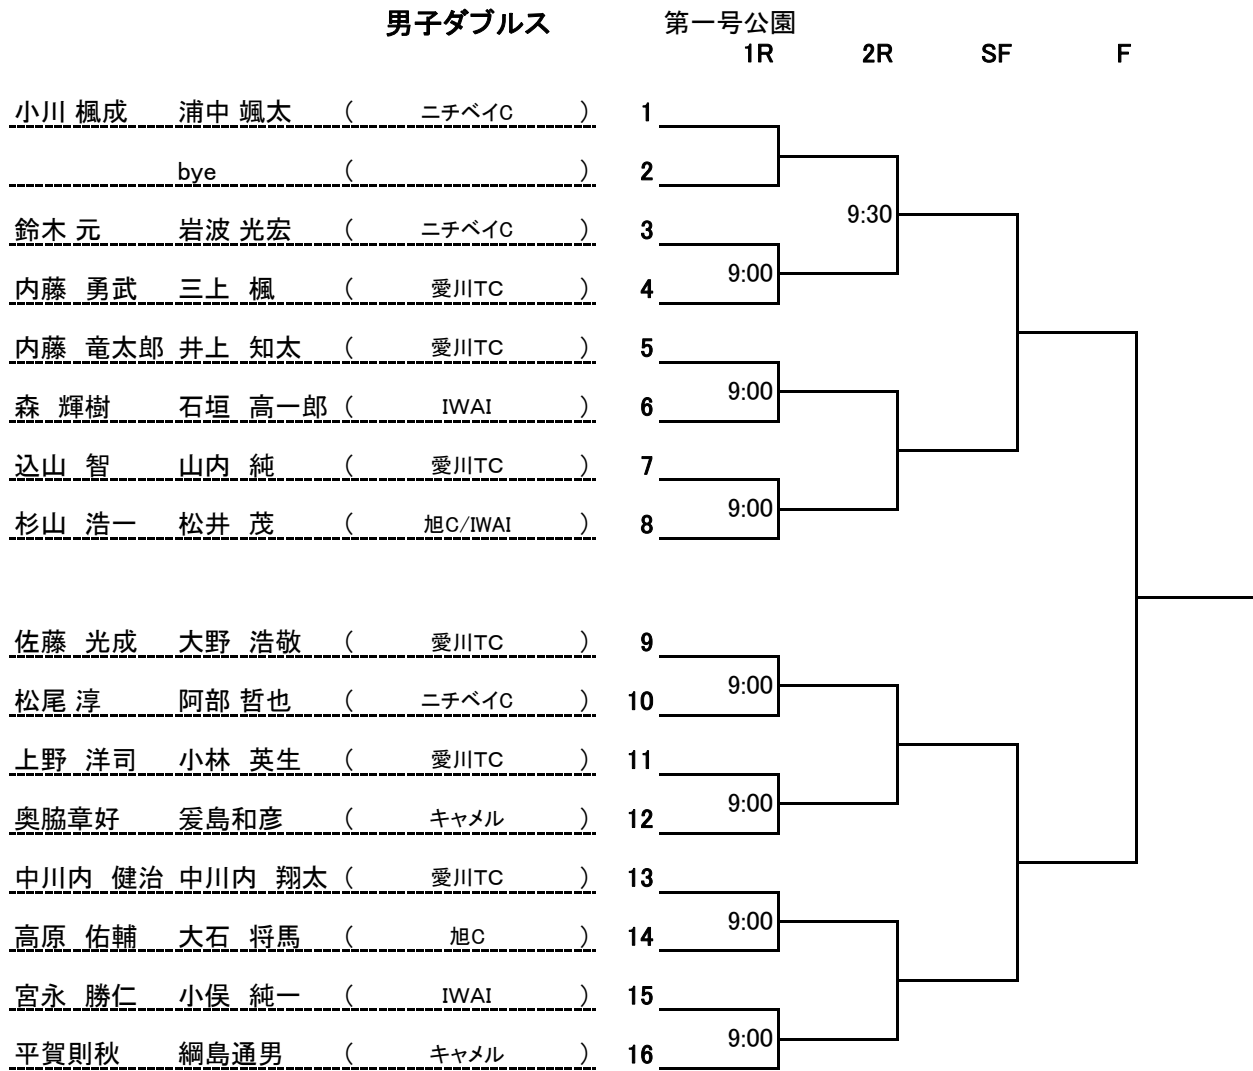 男子ダブルス 第一号公園
1R 2R SF F
小川 楓成 浦中 颯太 ( ニチベイC ) 1
bye ( ) 2
9:30
鈴木 元 岩波 光宏 ( ニチベイC ) 3
9:00
内藤 勇武 三上 楓 ( 愛川TC ) 4
内藤 竜太郎 井上 知太 ( 愛川TC ) 5
9:00
森 輝樹 石垣 高一郎 ( IWAI ) 6
込山 智 山内 純 ( 愛川TC ) 7
9:00
杉山 浩一 松井 茂 ( 旭C/IWAI ) 8
佐藤 光成 大野 浩敬 ( 愛川TC ) 9
9:00
松尾 淳 阿部 哲也 ( ニチベイC ) 10
上野 洋司 小林 英生 ( 愛川TC ) 11
9:00
奥脇章好 爰島和彦 ( キャメル ) 12
中川内 健治 中川内 翔太 ( 愛川TC ) 13
9:00
高原 佑輔 大石 将馬 ( 旭C ) 14
宮永 勝仁 小俣 純一 ( IWAI ) 15
9:00
平賀則秋 綱島通男 ( キャメル ) 16